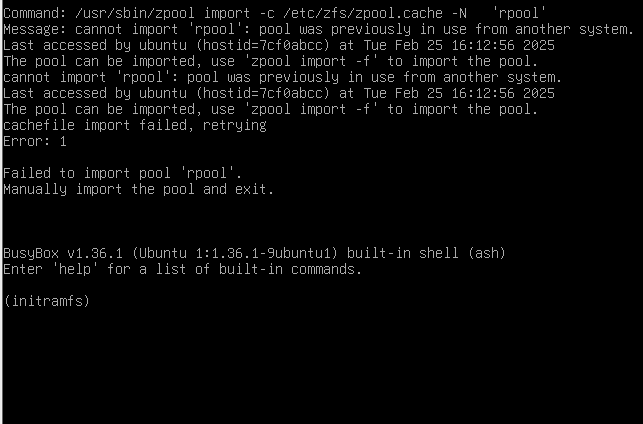 Command: /usr/sbin/zpool import -c /etc/zfs/zpool.cache -N   'rpool'
Message: cannot import 'rpool': pool was previously in use from another system.
Last accessed by ubuntu (hostid=7cf0abcc) at Tue Feb 25 16:12:56 2025
The pool can be imported, use 'zpool import -f' to import the pool.
cannot import 'rpool': pool was previously in use from another system.
Last accessed by ubuntu (hostid=7cf0abcc) at Tue Feb 25 16:12:56 2025
The pool can be imported, use 'zpool import -f' to import the pool.
cachefile import failed, retrying
Error: 1
Failed to import pool 'rpool'.
Manually import the pool and exit.
BusyBox v1.36.1 (Ubuntu 1:1.36.1-9ubuntu1) built-in shell (ash)
Enter 'help' for a list of built-in commands.
(initramfs)